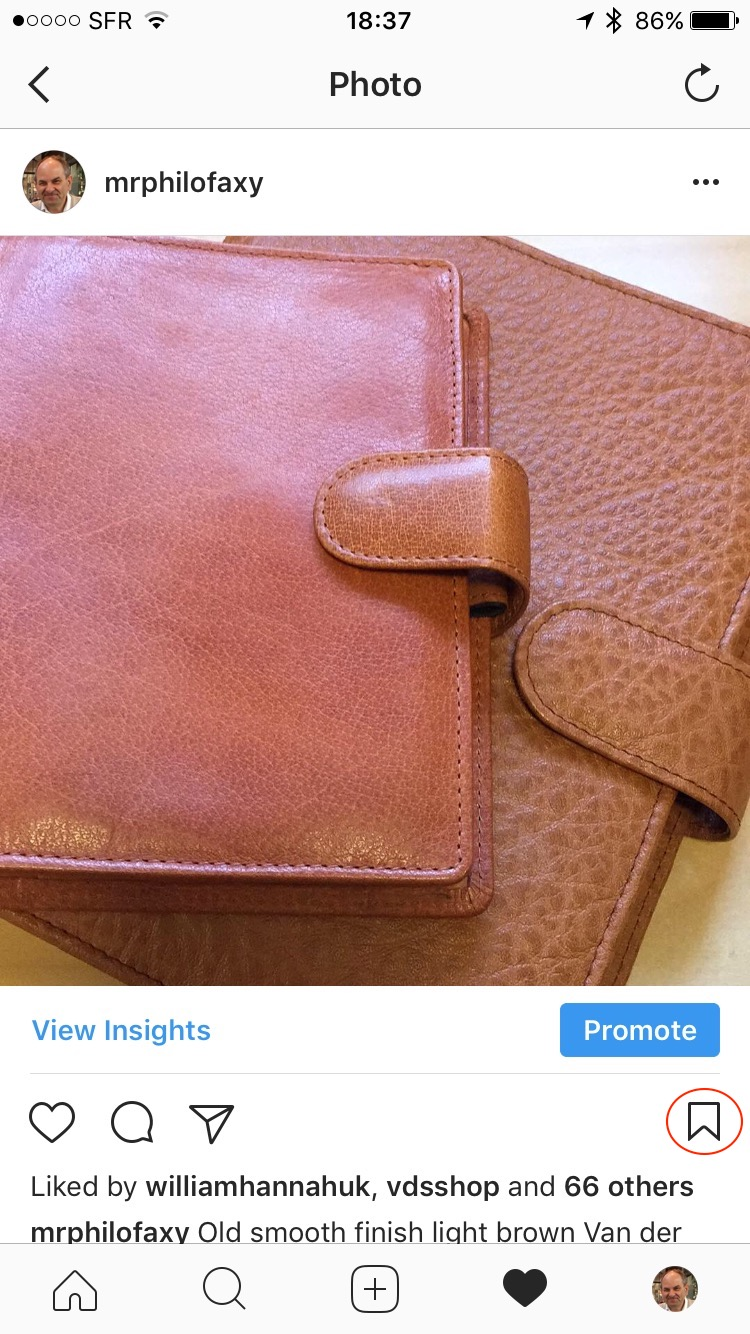 SFR 18:37 86%
Photo
mrphilofaxy
View Insights Promote
Liked by williamhannahuk, vdsshop and 66 others
mrphilofaxy Old smooth finish light brown Van der